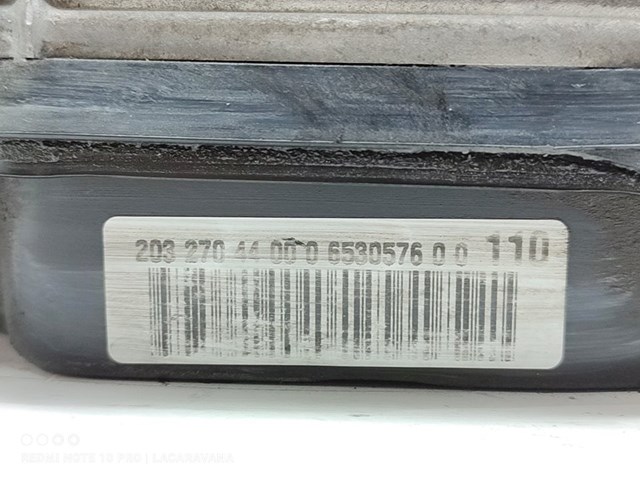 203 270 44 00 0 6530576 0 0 110
REDMI NOTE 10 PRO | LACARAVANA